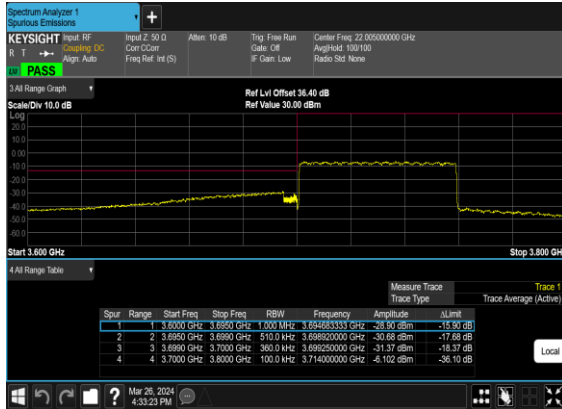 Spectrum Analyzer 1
Spurious Emissions
KEYSIGHT Input: RF Input Z: 50 Ω Atten: 10 dB Trig: Free Run Center Freq: 22.005000000 GHz
R T Coupling: DC Corr CCorr Gate: Off Avg|Hold: 100/100
Align: Auto Freq Ref: Int (S) IF Gain: Low Radio Std: None
PASS
3 All Range Graph
Ref Lvl Offset 36.40 dB
Scale/Div 10.0 dB Ref Value 30.00 dBm
Log
20.0
10.0
0.00
-10.0
-20.0
-30.0
-40.0
-50.0
-60.0
Start 3.600 GHz Stop 3.800 GH
4 All Range Table
Measure Trace Trace 1
Trace Type Trace Average (Active)
Spur Range Start Freq Stop Freq RBW Frequency Amplitude ΔLimit
1 1 3.6000 GHz 3.6950 GHz 1.000 MHz 3.694683333 GHz -28.90 dBm -15.90 dB
2 2 3.6950 GHz 3.6990 GHz 510.0 kHz 3.698920000 GHz -30.68 dBm -17.68 dB
3 3 3.6990 GHz 3.7000 GHz 360.0 kHz 3.699250000 GHz -31.37 dBm -18.37 dB
4 4 3.7000 GHz 3.8000 GHz 100.0 kHz 3.714000000 GHz -6.102 dBm -36.10 dB
Local
Mar 26, 2024
4:33:23 PM